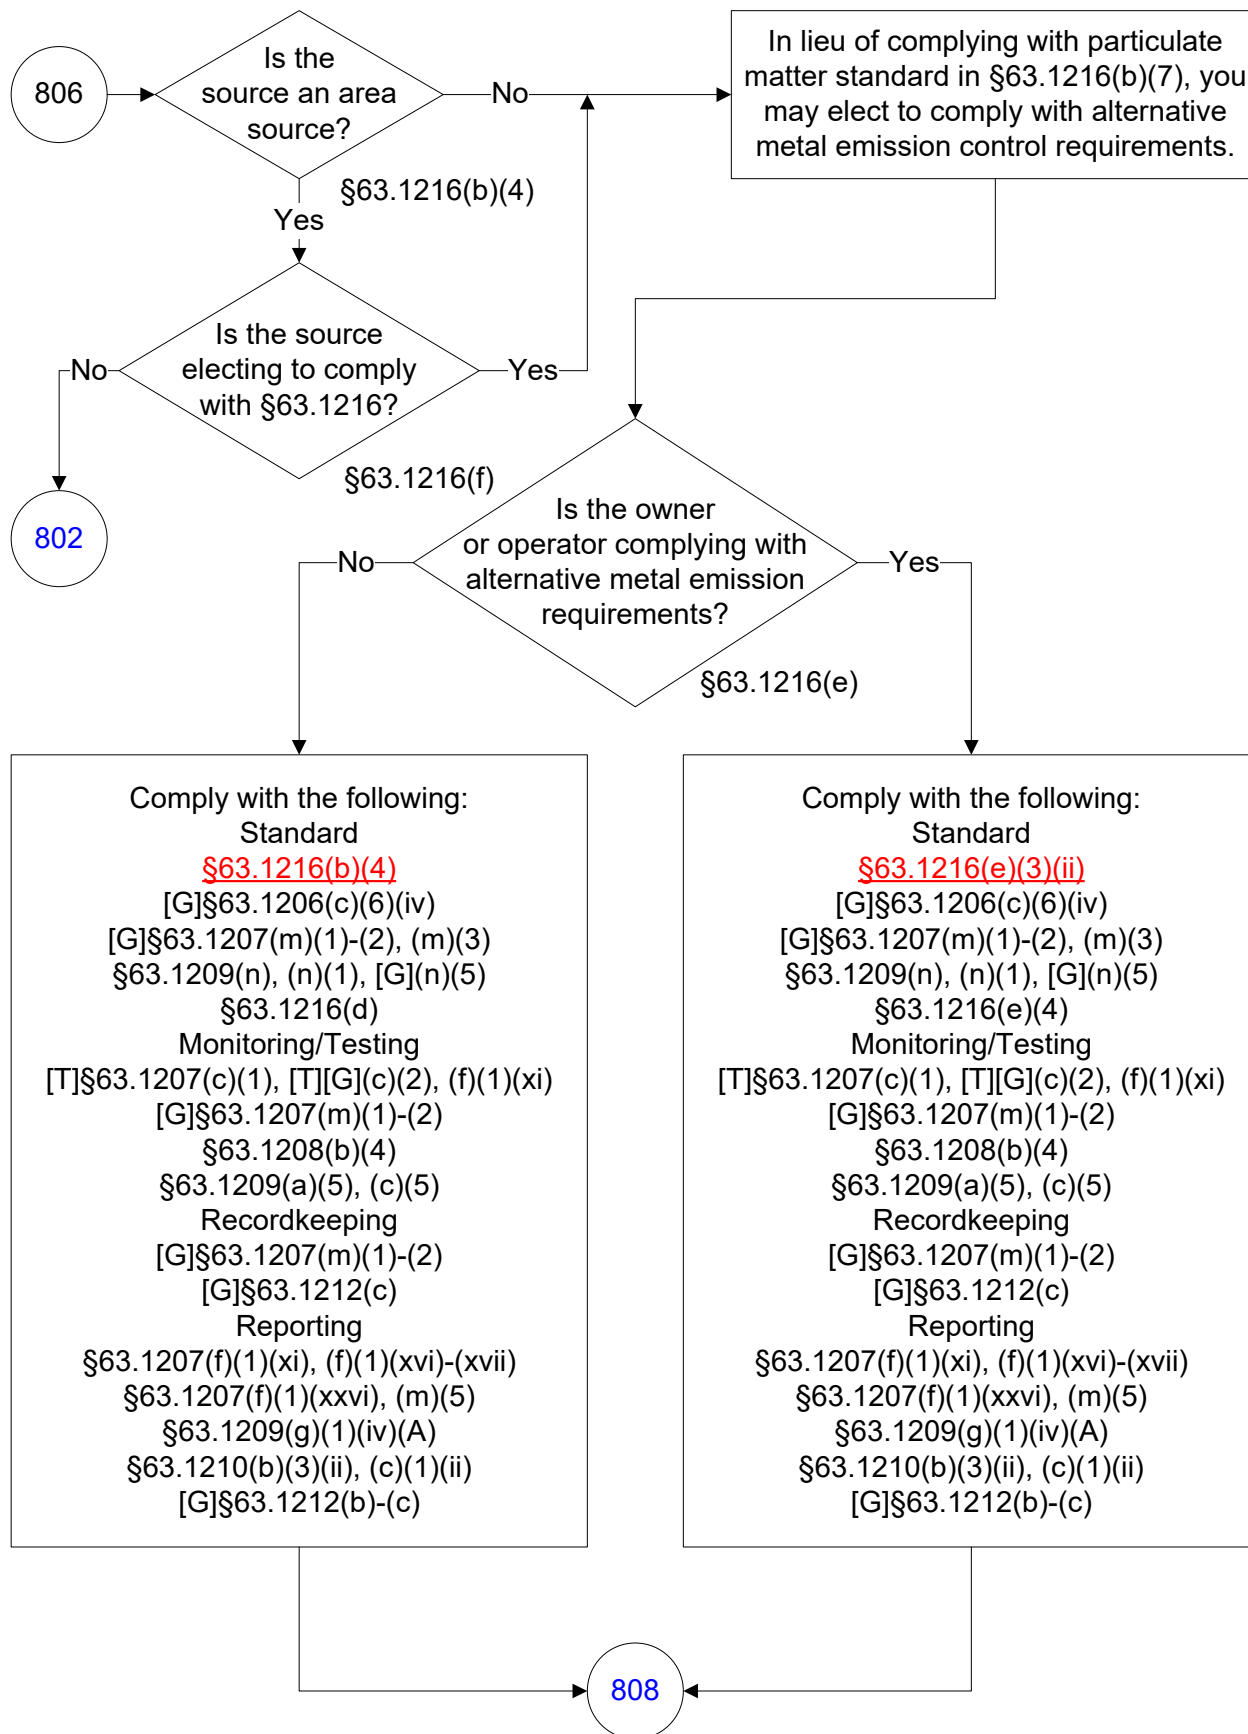 806
Is the
source an area
source?
No
In lieu of complying with particulate
matter standard in §63.1216(b)(7), you
may elect to comply with alternative
metal emission control requirements.
§63.1216(b)(4)
Yes
Is the source
electing to comply
with §63.1216?
No
Yes
§63.1216(f)
802
Is the owner
or operator complying with
alternative metal emission
requirements?
No
Yes
§63.1216(e)
Comply with the following:
Standard
§63.1216(b)(4)
[G]§63.1206(c)(6)(iv)
[G]§63.1207(m)(1)-(2), (m)(3)
§63.1209(n), (n)(1), [G](n)(5)
§63.1216(d)
Monitoring/Testing
[T]§63.1207(c)(1), [T][G](c)(2), (f)(1)(xi)
[G]§63.1207(m)(1)-(2)
§63.1208(b)(4)
§63.1209(a)(5), (c)(5)
Recordkeeping
[G]§63.1207(m)(1)-(2)
[G]§63.1212(c)
Reporting
§63.1207(f)(1)(xi), (f)(1)(xvi)-(xvii)
§63.1207(f)(1)(xxvi), (m)(5)
§63.1209(g)(1)(iv)(A)
§63.1210(b)(3)(ii), (c)(1)(ii)
[G]§63.1212(b)-(c)
Comply with the following:
Standard
§63.1216(e)(3)(ii)
[G]§63.1206(c)(6)(iv)
[G]§63.1207(m)(1)-(2), (m)(3)
§63.1209(n), (n)(1), [G](n)(5)
§63.1216(e)(4)
Monitoring/Testing
[T]§63.1207(c)(1), [T][G](c)(2), (f)(1)(xi)
[G]§63.1207(m)(1)-(2)
§63.1208(b)(4)
§63.1209(a)(5), (c)(5)
Recordkeeping
[G]§63.1207(m)(1)-(2)
[G]§63.1212(c)
Reporting
§63.1207(f)(1)(xi), (f)(1)(xvi)-(xvii)
§63.1207(f)(1)(xxvi), (m)(5)
§63.1209(g)(1)(iv)(A)
§63.1210(b)(3)(ii), (c)(1)(ii)
[G]§63.1212(b)-(c)
808